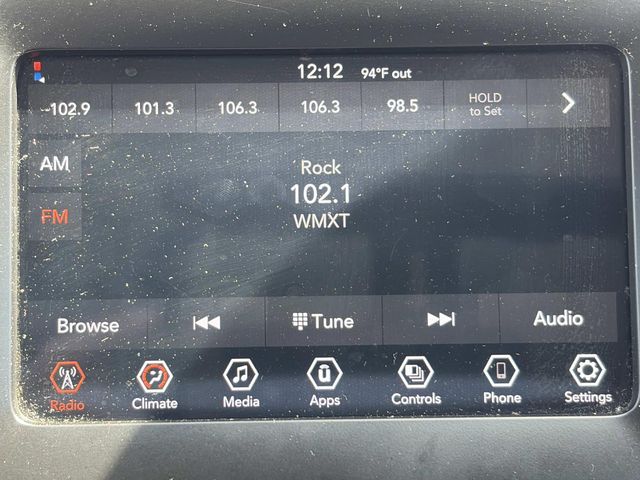 12:12 94°F out
102.9 101.3 106.3 106.3 98.5 HOLD
to Set
AM
FM
Rock
102.1
WMXT
Browse Tune Audio
Radio Climate Media Apps Controls Phone Settings